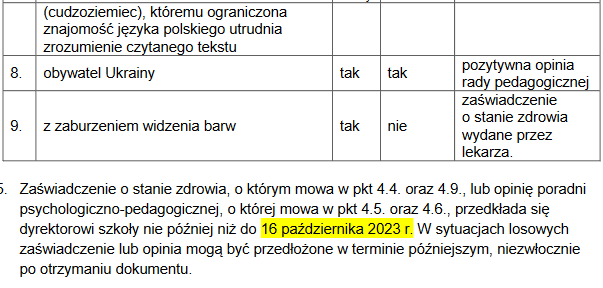 (cudzoziemiec), któremu ograniczona
znajomość języka polskiego utrudnia
zrozumienie czytanego tekstu
8. obywatel Ukrainy tak tak pozytywna opinia
rady pedagogicznej
9. z zaburzeniem widzenia barw tak nie zaświadczenie
o stanie zdrowia
wydane przez
lekarza.
5. Zaświadczenie o stanie zdrowia, o którym mowa w pkt 4.4. oraz 4.9., lub opinię poradni
psychologiczno-pedagogicznej, o której mowa w pkt 4.5. oraz 4.6., przedkłada się
dyrektorowi szkoły nie później niż do 16 października 2023 r. W sytuacjach losowych
zaświadczenie lub opinia mogą być przedłożone w terminie późniejszym, niezwłocznie
po otrzymaniu dokumentu.